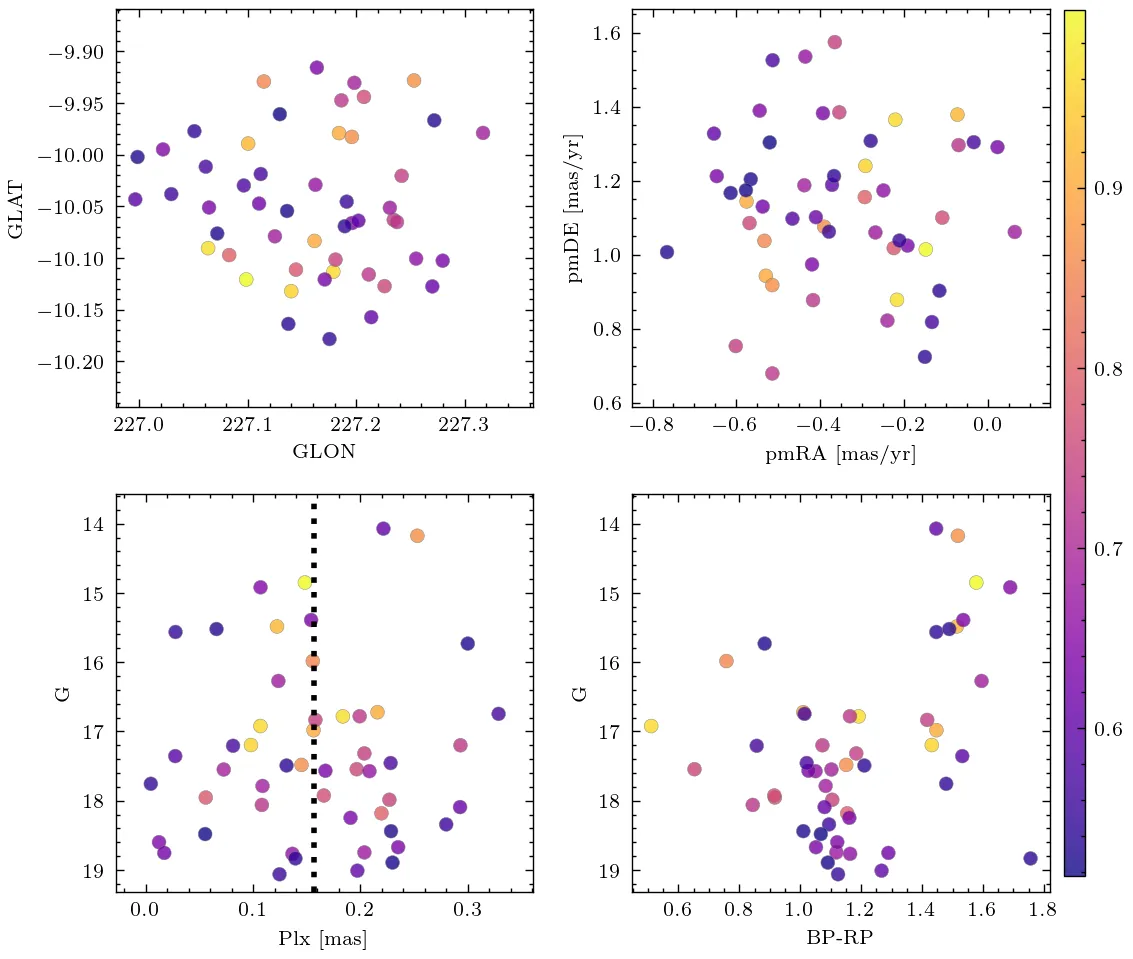 −9.90
−9.95
−10.00
−10.05
−10.10
−10.15
−10.20
GLAT
227.0 227.1 227.2 227.3
GLON
1.6
1.4
1.2
1.0
0.8
0.6
pmDE [mas/yr]
−0.8 −0.6 −0.4 −0.2 0.0
pmRA [mas/yr]
0.9
0.8
0.7
0.6
14
15
16
17
18
19
G
0.0 0.1 0.2 0.3
Plx [mas]
14
15
16
17
18
19
G
0.6 0.8 1.0 1.2 1.4 1.6 1.8
BP-RP